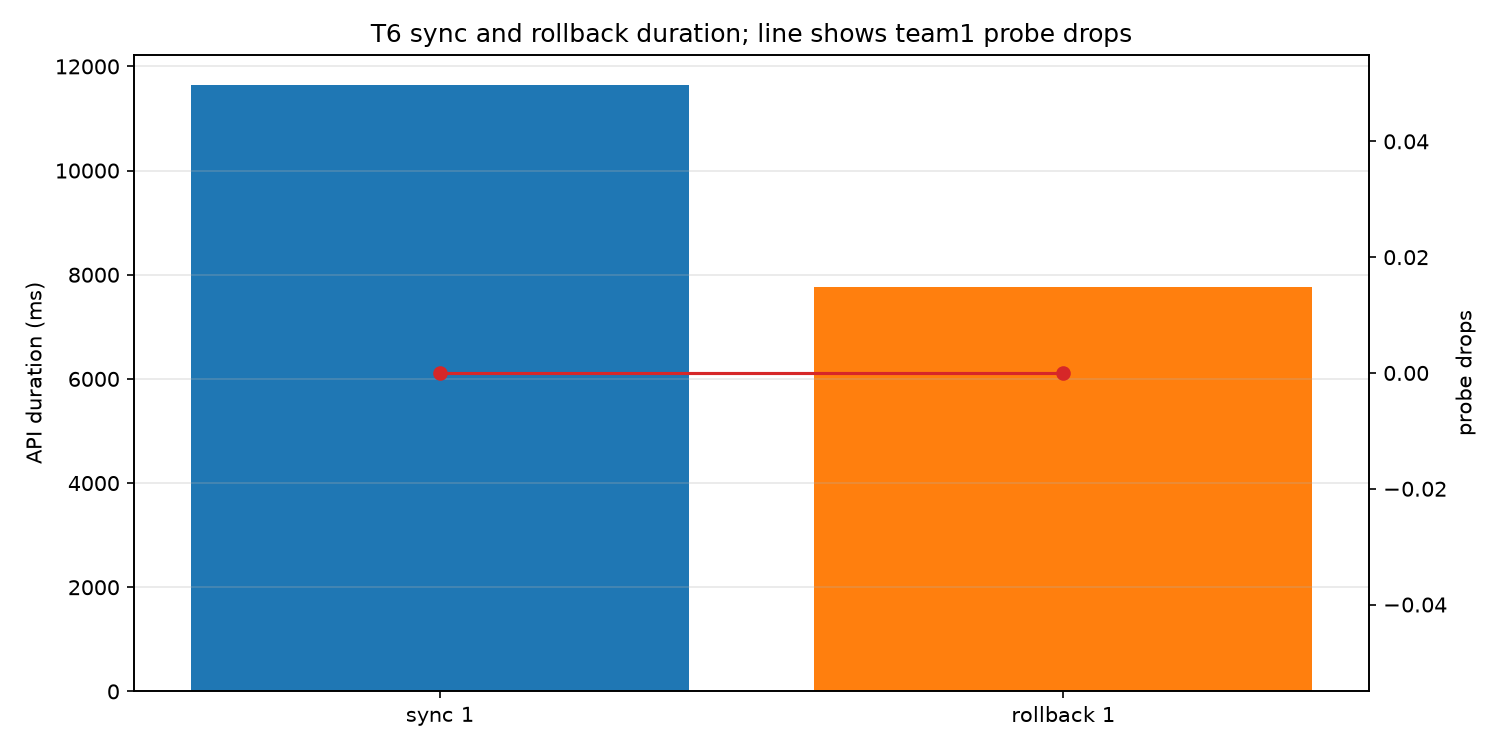 T6 sync and rollback duration; line shows team1 probe drops
12000
10000
8000
6000
4000
2000
0
API duration (ms)
0.04
0.02
0.00
−0.02
−0.04
probe drops
sync 1
rollback 1